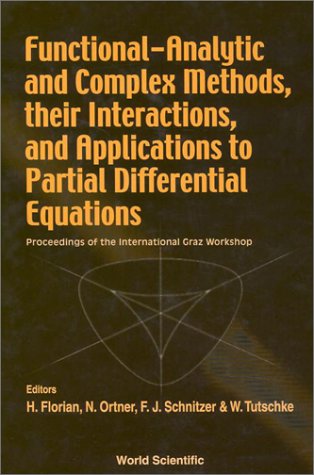 Functional-Analytic
and Complex Methods,
their Interactions,
and Applications to
Partial Differential
Equations
Proceedings of the International Graz Workshop
Editors
H. Florian, N. Ortner, F. J. Schnitzer & W. Tutschke
World Scientific